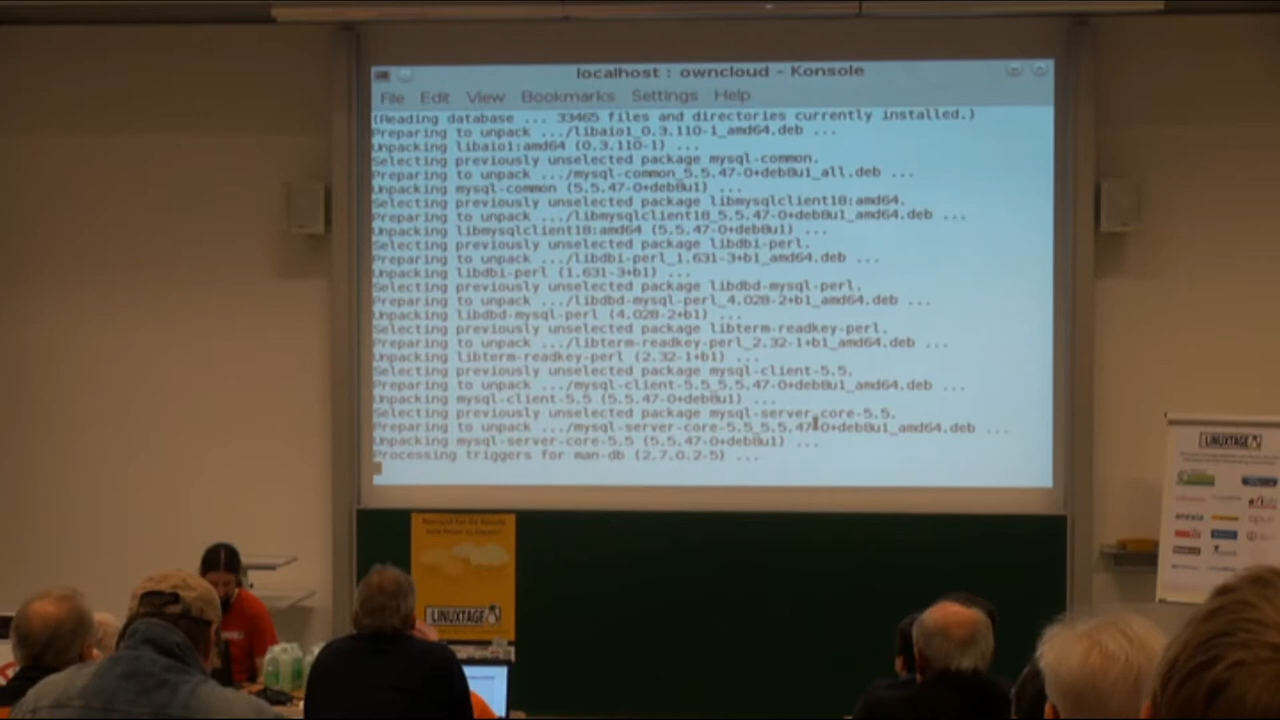 localhost : owncloud - Konsole
File Edit View Bookmarks Settings Help
(Reading database ... 33465 files and directories currently installed.)
Preparing to unpack .../libaio1_0.3.110-1_amd64.deb ...
Unpacking libaio1:amd64 (0.3.110-1) ...
Selecting previously unselected package mysql-common.
Preparing to unpack .../mysql-common_5.5.47-0+deb8u1_all.deb ...
Unpacking mysql-common (5.5.47-0+deb8u1) ...
Selecting previously unselected package libmysqlclient18:amd64.
Preparing to unpack .../libmysqlclient18_5.5.47-0+deb8u1_amd64.deb ...
Unpacking libmysqlclient18:amd64 (5.5.47-0+deb8u1) ...
Selecting previously unselected package libdbi-perl.
Preparing to unpack .../libdbi-perl_1.631-3+b1_amd64.deb ...
Unpacking libdbi-perl (1.631-3+b1) ...
Selecting previously unselected package libdbd-mysql-perl.
Preparing to unpack .../libdbd-mysql-perl_4.028-2+b1_amd64.deb ...
Unpacking libdbd-mysql-perl (4.028-2+b1) ...
Selecting previously unselected package libterm-readkey-perl.
Preparing to unpack .../libterm-readkey-perl_2.32-1+b1_amd64.deb ...
Unpacking libterm-readkey-perl (2.32-1+b1) ...
Selecting previously unselected package mysql-client-5.5.
Preparing to unpack .../mysql-client-5.5_5.5.47-0+deb8u1_amd64.deb ...
Unpacking mysql-client-5.5 (5.5.47-0+deb8u1) ...
Selecting previously unselected package mysql-server-core-5.5.
Preparing to unpack .../mysql-server-core-5.5_5.5.47-0+deb8u1_amd64.deb ...
Unpacking mysql-server-core-5.5 (5.5.47-0+deb8u1) ...
Processing triggers for man-db (2.7.0.2-5) ...
LINUXTAGE
LINUXTAGE